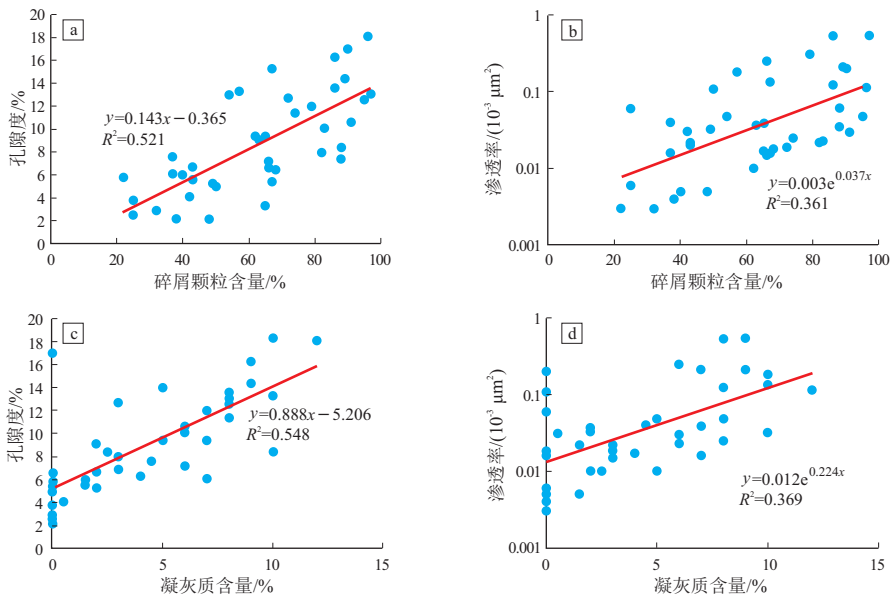 a
20
18
16
14
12
10
8
6
4
2
0
孔隙度/%
y=0.143x−0.365
R²=0.521
0 20 40 60 80 100
碎屑颗粒含量/%
b
1
0.1
0.01
0.001
渗透率/(10⁻³ μm²)
y=0.003e^0.037x
R²=0.361
0 20 40 60 80 100
碎屑颗粒含量/%
c
20
18
16
14
12
10
8
6
4
2
0
孔隙度/%
y=0.888x−5.206
R²=0.548
0 5 10 15
凝灰质含量/%
d
1
0.1
0.01
0.001
渗透率/(10⁻³ μm²)
y=0.012e^0.224x
R²=0.369
0 5 10 15
凝灰质含量/%